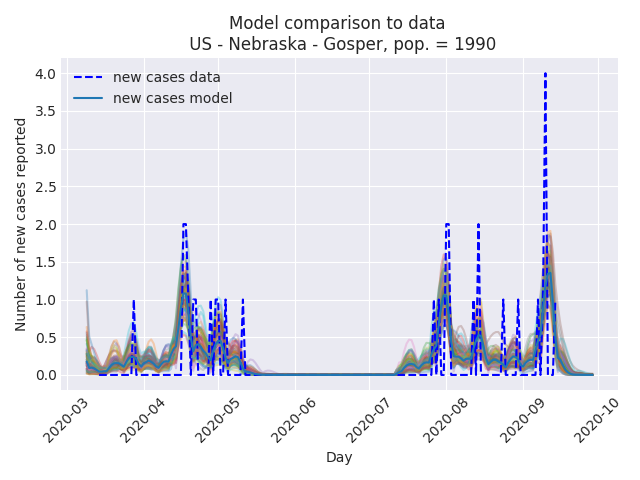 Model comparison to data
US - Nebraska - Gosper, pop. = 1990
new cases data
new cases model
Number of new cases reported
4.0
3.5
3.0
2.5
2.0
1.5
1.0
0.5
0.0
2020-03
2020-04
2020-05
2020-06
2020-07
2020-08
2020-09
2020-10
Day